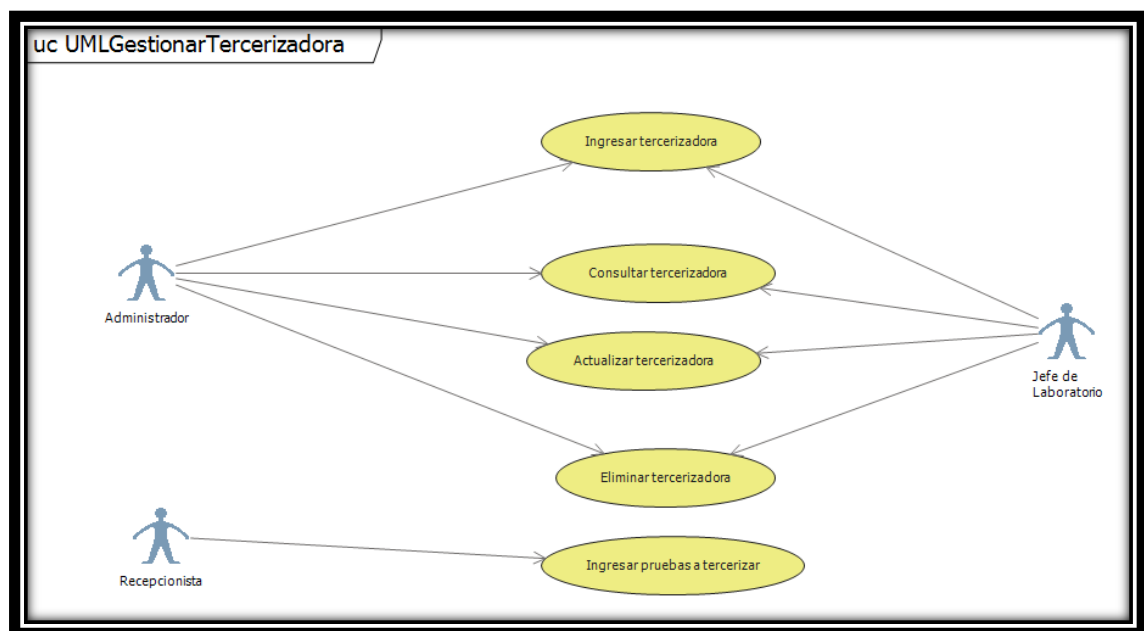 uc UMLGestionarTercerizadora
Ingresar tercerizadora
Consultar tercerizadora
Administrador
Actualizar tercerizadora
Jefe de
Laboratorio
Eliminar tercerizadora
Ingresar pruebas a tercerizar
Recepcionista